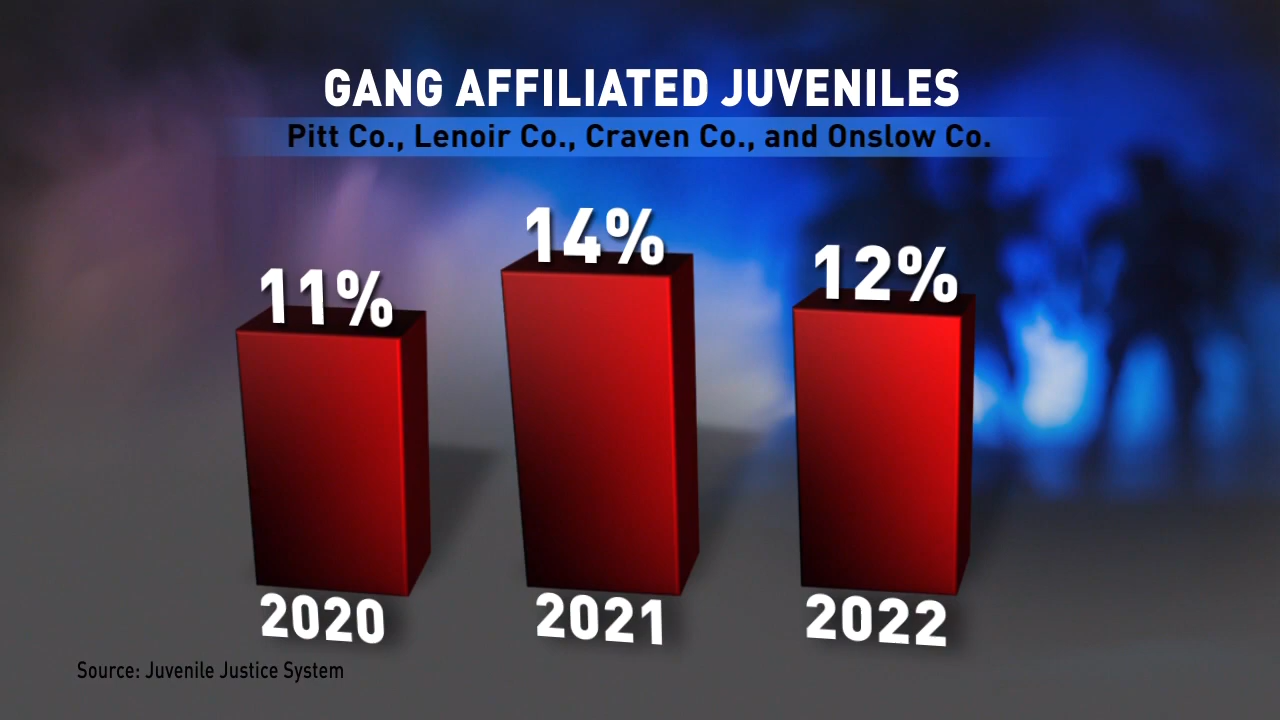 GANG AFFILIATED JUVENILES
Pitt Co., Lenoir Co., Craven Co., and Onslow Co.
11%
14%
12%
2020
2021
2022
Source: Juvenile Justice System